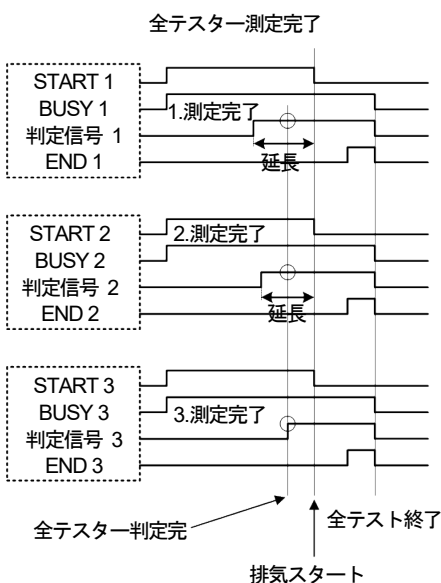 全テスター測定完了
START 1
BUSY 1
1.測定完了
判定信号 1
延長
END 1
START 2
2.測定完了
BUSY 2
判定信号 2
延長
END 2
START 3
BUSY 3
3.測定完了
判定信号 3
END 3
全テスト終了
全テスター判定完
排気スタート